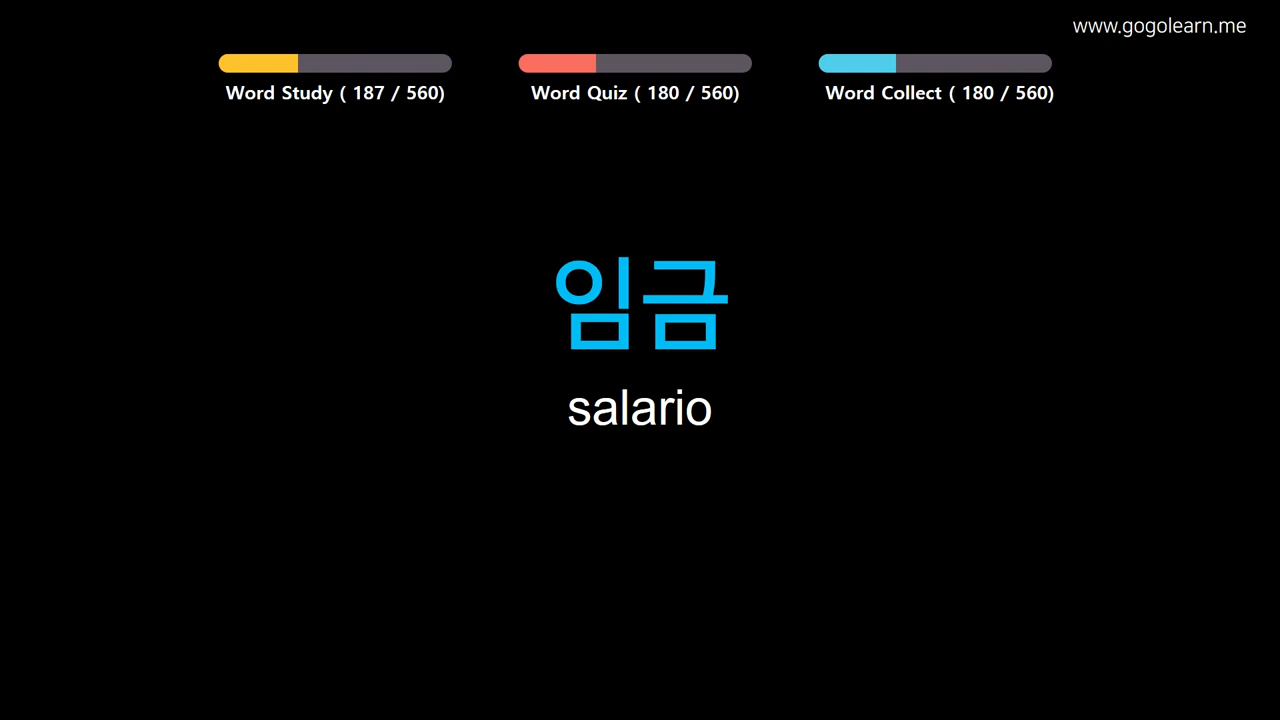 www.gogolearn.me
Word Study ( 187 / 560)
Word Quiz ( 180 / 560)
Word Collect ( 180 / 560)
임금
salario